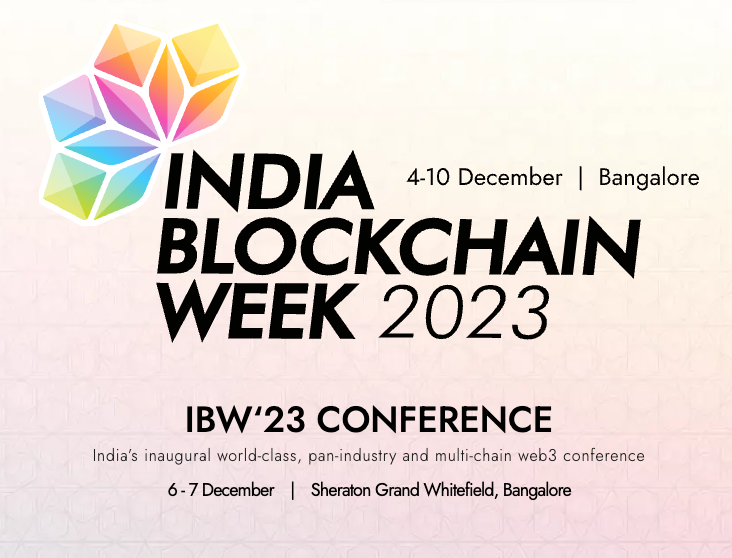 INDIA
4-10 December | Bangalore
BLOCKCHAIN
WEEK 2023
IBW‘23 CONFERENCE
India’s inaugural world-class, pan-industry and multi-chain web3 conference
6 - 7 December | Sheraton Grand Whitefield, Bangalore